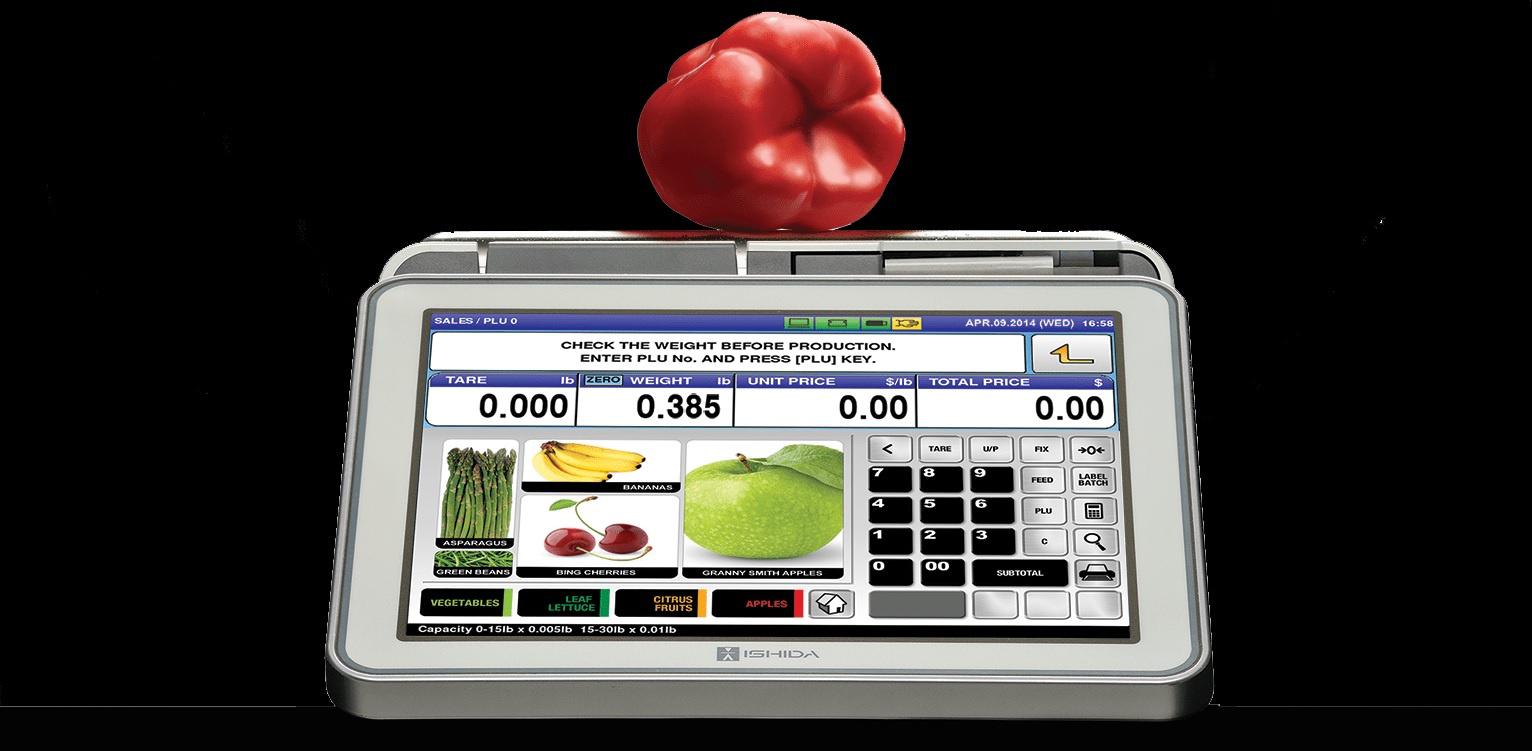 SALES / PLU 0
APR.09.2014 (WED) 16:58
CHECK THE WEIGHT BEFORE PRODUCTION.
ENTER PLU No. AND PRESS [PLU] KEY.
TARE lb
ZERO WEIGHT lb
UNIT PRICE $/lb
TOTAL PRICE $
0.000
0.385
0.00
0.00
ASPARAGUS
GREEN BEANS
BANANAS
BING CHERRIES
GRANNY SMITH APPLES
< TARE U/P FIX →0←
7 8 9 FEED LABEL
BATCH
4 5 6 PLU
1 2 3 C
0 00 SUBTOTAL
VEGETABLES
LEAF
LETTUCE
CITRUS
FRUITS
APPLES
Capacity 0-15lb x 0.005lb 15-30lb x 0.01lb
ISHIDA